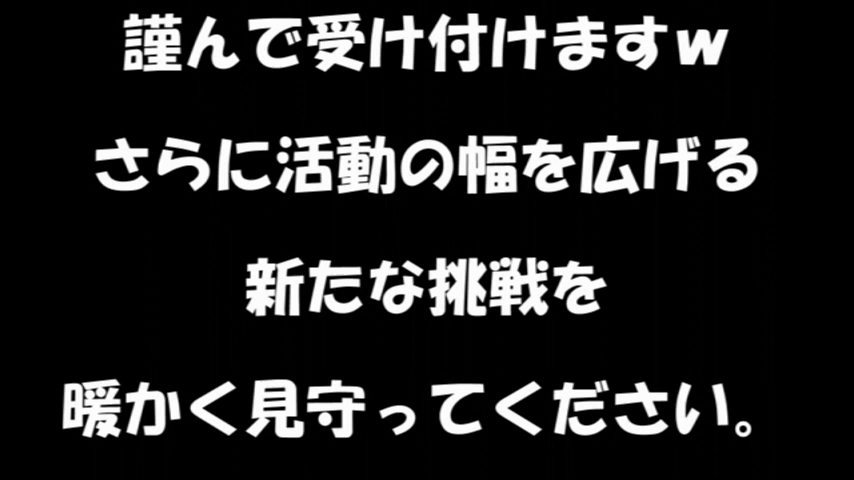 謹んで受け付けますw
さらに活動の幅を広げる
新たな挑戦を
暖かく見守ってください。